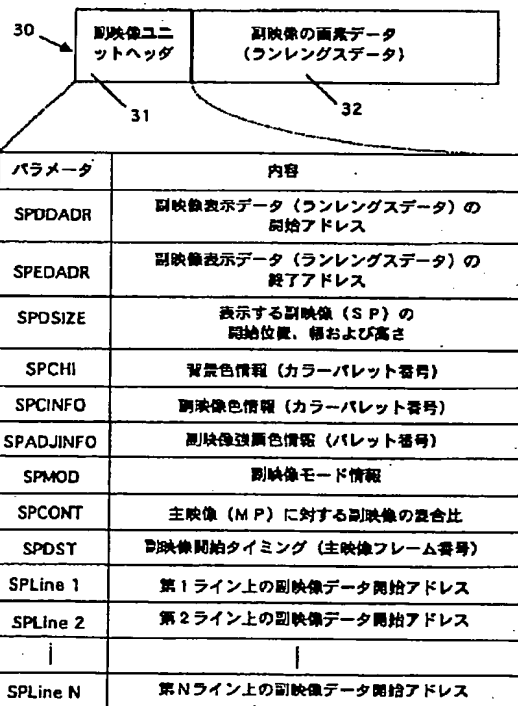 30
副映像ユニ
ットヘッダ
副映像の画素データ
(ランレングスデータ)
31
32
パラメータ
内容
SPDDADR
副映像表示データ(ランレングスデータ)の
開始アドレス
SPEDADR
副映像表示データ(ランレングスデータ)の
終了アドレス
SPDSIZE
表示する副映像(SP)の
開始位置、幅および高さ
SPCHI
背景色情報(カラーパレット番号)
SPCINFO
副映像色情報(カラーパレット番号)
SPADJINFO
副映像強調色情報(パレット番号)
SPMOD
副映像モード情報
SPCONT
主映像(MP)に対する副映像の混合比
SPDST
副映像開始タイミング(主映像フレーム番号)
SPLine 1
第1ライン上の副映像データ開始アドレス
SPLine 2
第2ライン上の副映像データ開始アドレス
SPLine N
第Nライン上の副映像データ開始アドレス